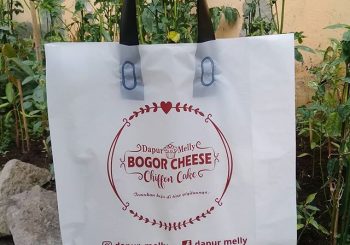 Dapur Melly
BOGOR CHEESE
Chiffon Cake
dapur_melly dapur melly